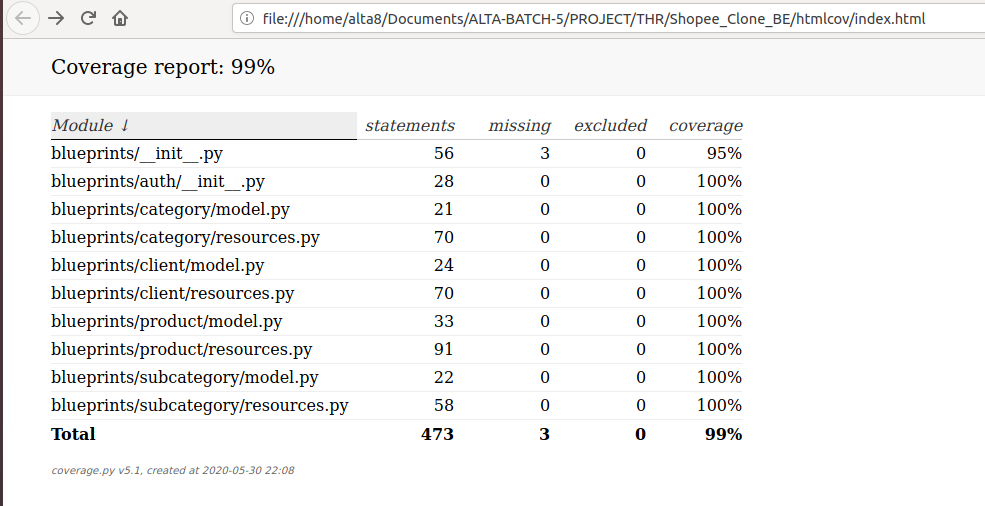 file:///home/alta8/Documents/ALTA-BATCH-5/PROJECT/THR/Shopee_Clone_BE/htmlcov/index.html
Coverage report: 99%
Module ↓ statements missing excluded coverage
blueprints/__init__.py 56 3 0 95%
blueprints/auth/__init__.py 28 0 0 100%
blueprints/category/model.py 21 0 0 100%
blueprints/category/resources.py 70 0 0 100%
blueprints/client/model.py 24 0 0 100%
blueprints/client/resources.py 70 0 0 100%
blueprints/product/model.py 33 0 0 100%
blueprints/product/resources.py 91 0 0 100%
blueprints/subcategory/model.py 22 0 0 100%
blueprints/subcategory/resources.py 58 0 0 100%
Total 473 3 0 99%
coverage.py v5.1, created at 2020-05-30 22:08